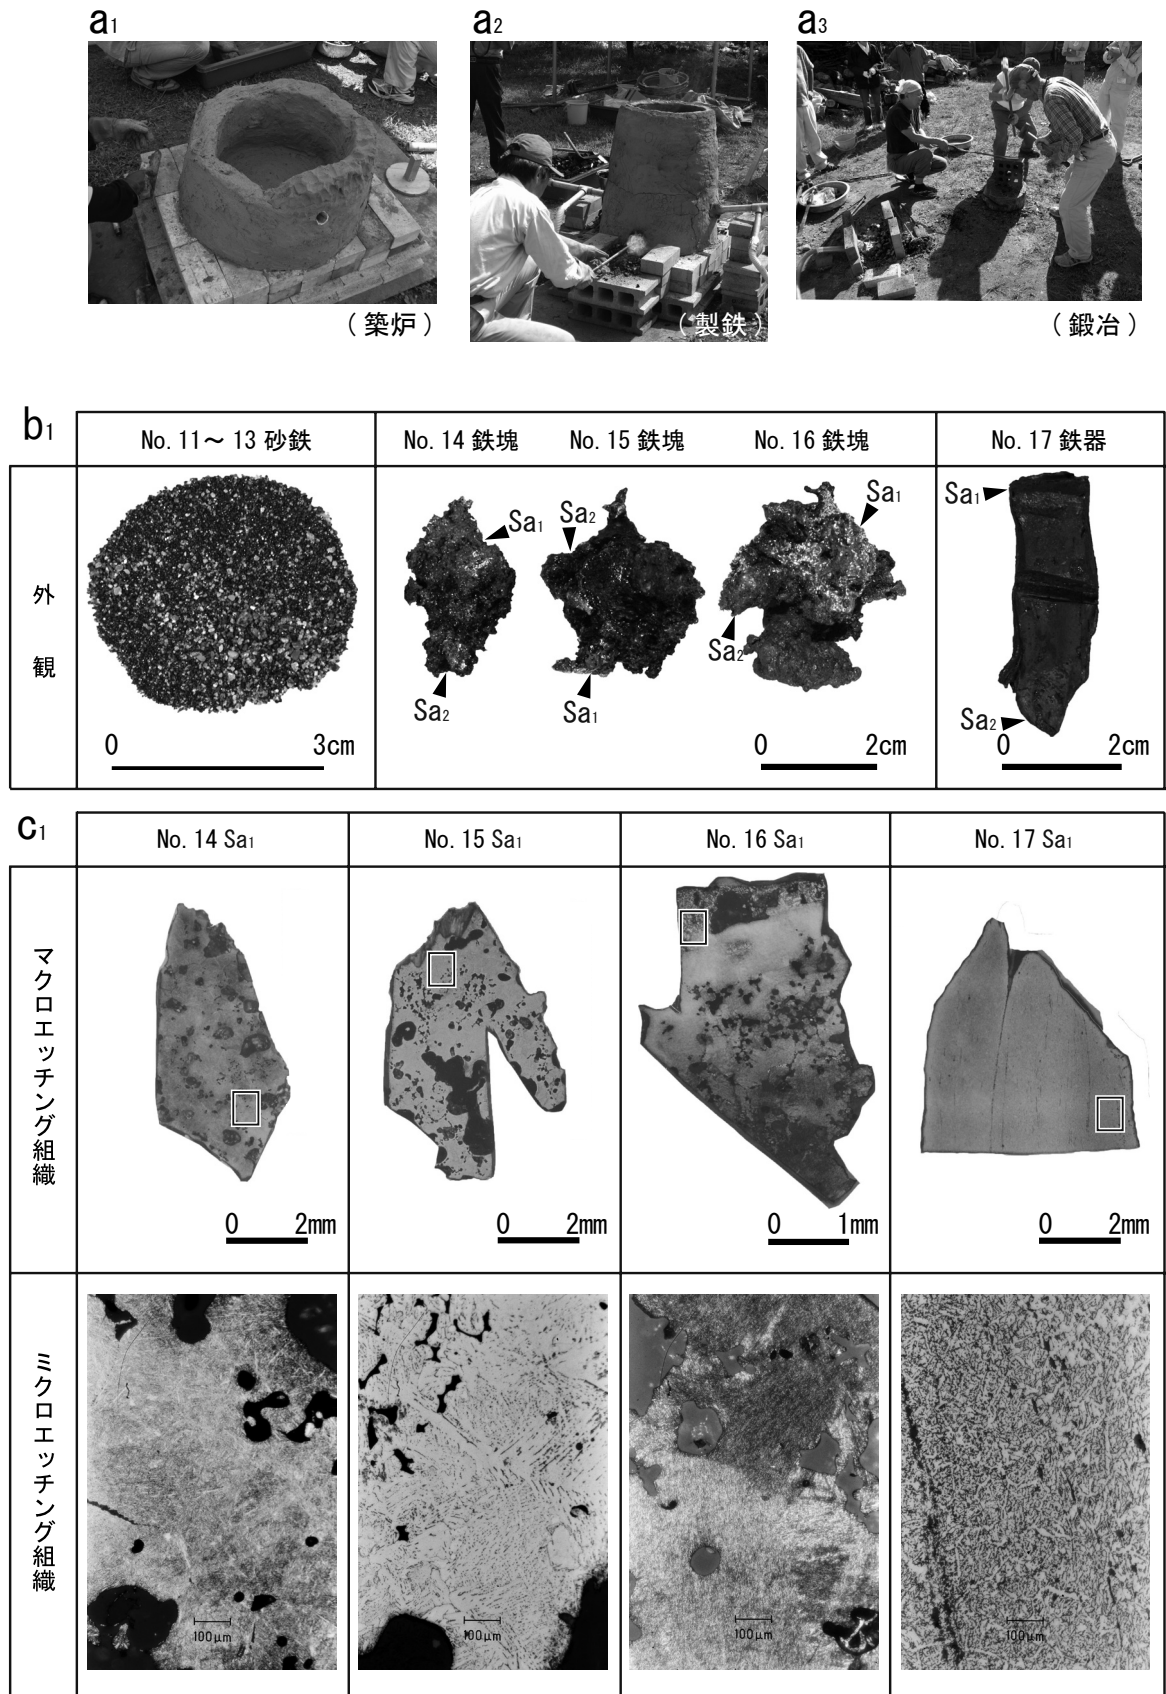 a1
a2
a3
(築炉)
(製鉄)
(鍛冶)
b1
No. 11～13 砂鉄
No. 14 鉄塊
No. 15 鉄塊
No. 16 鉄塊
No. 17 鉄器
外観
0 3cm
Sa1
Sa2
Sa2
Sa1
Sa1
Sa2
0 2cm
Sa1
Sa2
0 2cm
c1
No. 14 Sa1
No. 15 Sa1
No. 16 Sa1
No. 17 Sa1
マクロエッチング組織
0 2mm
0 2mm
0 1mm
0 2mm
ミクロエッチング組織
100μm
100μm
100μm
100μm